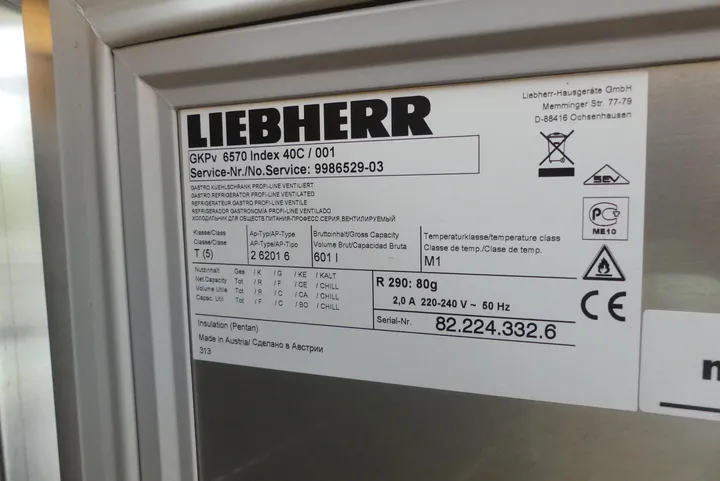 LIEBHERR
Liebherr-Hausgeräte GmbH
Memminger Str. 77-79
D-88416 Ochsenhausen
GKPv 6570 Index 40C / 001
Service-Nr./No.Service: 9986529-03
GASTRO KUEHLSCHRANK PROFI-LINE VENTILIERT
GASTRO REFRIGERATOR PROFI-LINE VENTILATED
REFRIGERATEUR GASTRO PROFI-LINE VENTILE
REFRIGERADOR GASTRONOMIA PROFI-LINE VENTILADO
ХОЛОДИЛЬНИК ДЛЯ ОБЩЕСТВ.ПИТАНИЯ-ПРОФЕСС.СЕРИЯ,ВЕНТИЛИРУЕМЫЙ
Klasse/Class
Classe/Clase
T (5)
Ap-Typ/AP-Type
AP-Type/AP-Tipo
2 6201 6
Bruttoinhalt/Gross Capacity
Volume Brut/Capacidad Bruta
601 l
Temperaturklasse/temperature class
Classe de temp./Clase de temp.
M1
Nutzinhalt Ges / K / G / KE / KALT
Net Capacity Tot / R / F / CE / CHILL
Volume Utile Tot / R / C / CA / CHILL
Capac. Util Tot / F / C / BO / CHILL
R 290: 80g
2,0 A 220-240 V ~ 50 Hz
Serial-Nr. 82.224.332.6
Insulation (Pentan)
Made in Austria/ Сделано в Австрии
313
SEV
РС
ME10
CE